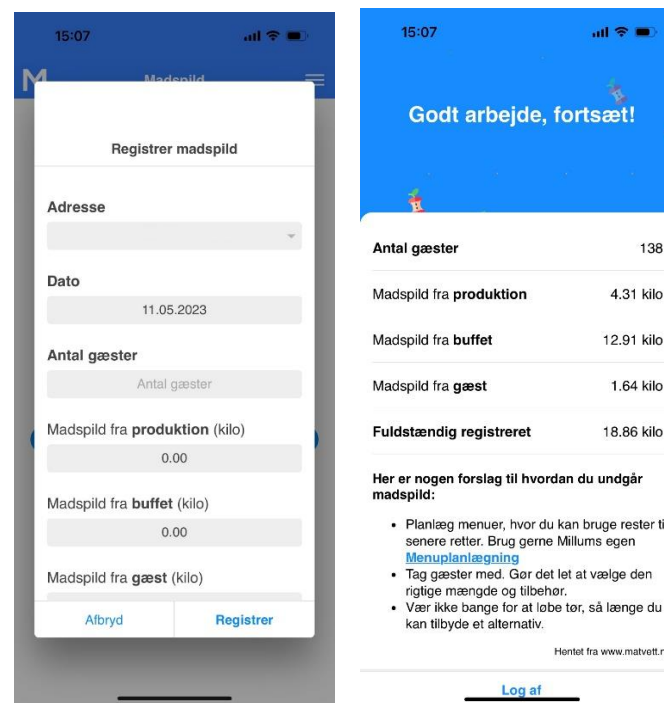 15:07
M
Madspild
Registrer madspild
Adresse
Dato
11.05.2023
Antal gæster
Antal gæster
Madspild fra produktion (kilo)
0.00
Madspild fra buffet (kilo)
0.00
Madspild fra gæst (kilo)
Afbryd Registrer
15:07
Godt arbejde, fortsæt!
Antal gæster 138
Madspild fra produktion 4.31 kilo
Madspild fra buffet 12.91 kilo
Madspild fra gæst 1.64 kilo
Fuldstændig registreret 18.86 kilo
Her er nogen forslag til hvordan du undgår
madspild:
• Planlæg menuer, hvor du kan bruge rester ti
senere retter. Brug gerne Millums egen
Menuplanlægning
• Tag gæster med. Gør det let at vælge den
rigtige mængde og tilbehør.
• Vær ikke bange for at løbe tør, så længe du
kan tilbyde et alternativ.
Hentet fra www.matvett.n
Log af